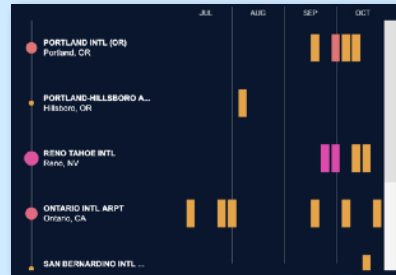 JUL AUG SEP OCT
PORTLAND INTL (OR)
Portland, OR
PORTLAND-HILLSBORO A...
Hillsboro, OR
RENO TAHOE INTL
Reno, NV
ONTARIO INTL ARPT
Ontario, CA
SAN BERNARDINO INTL ...